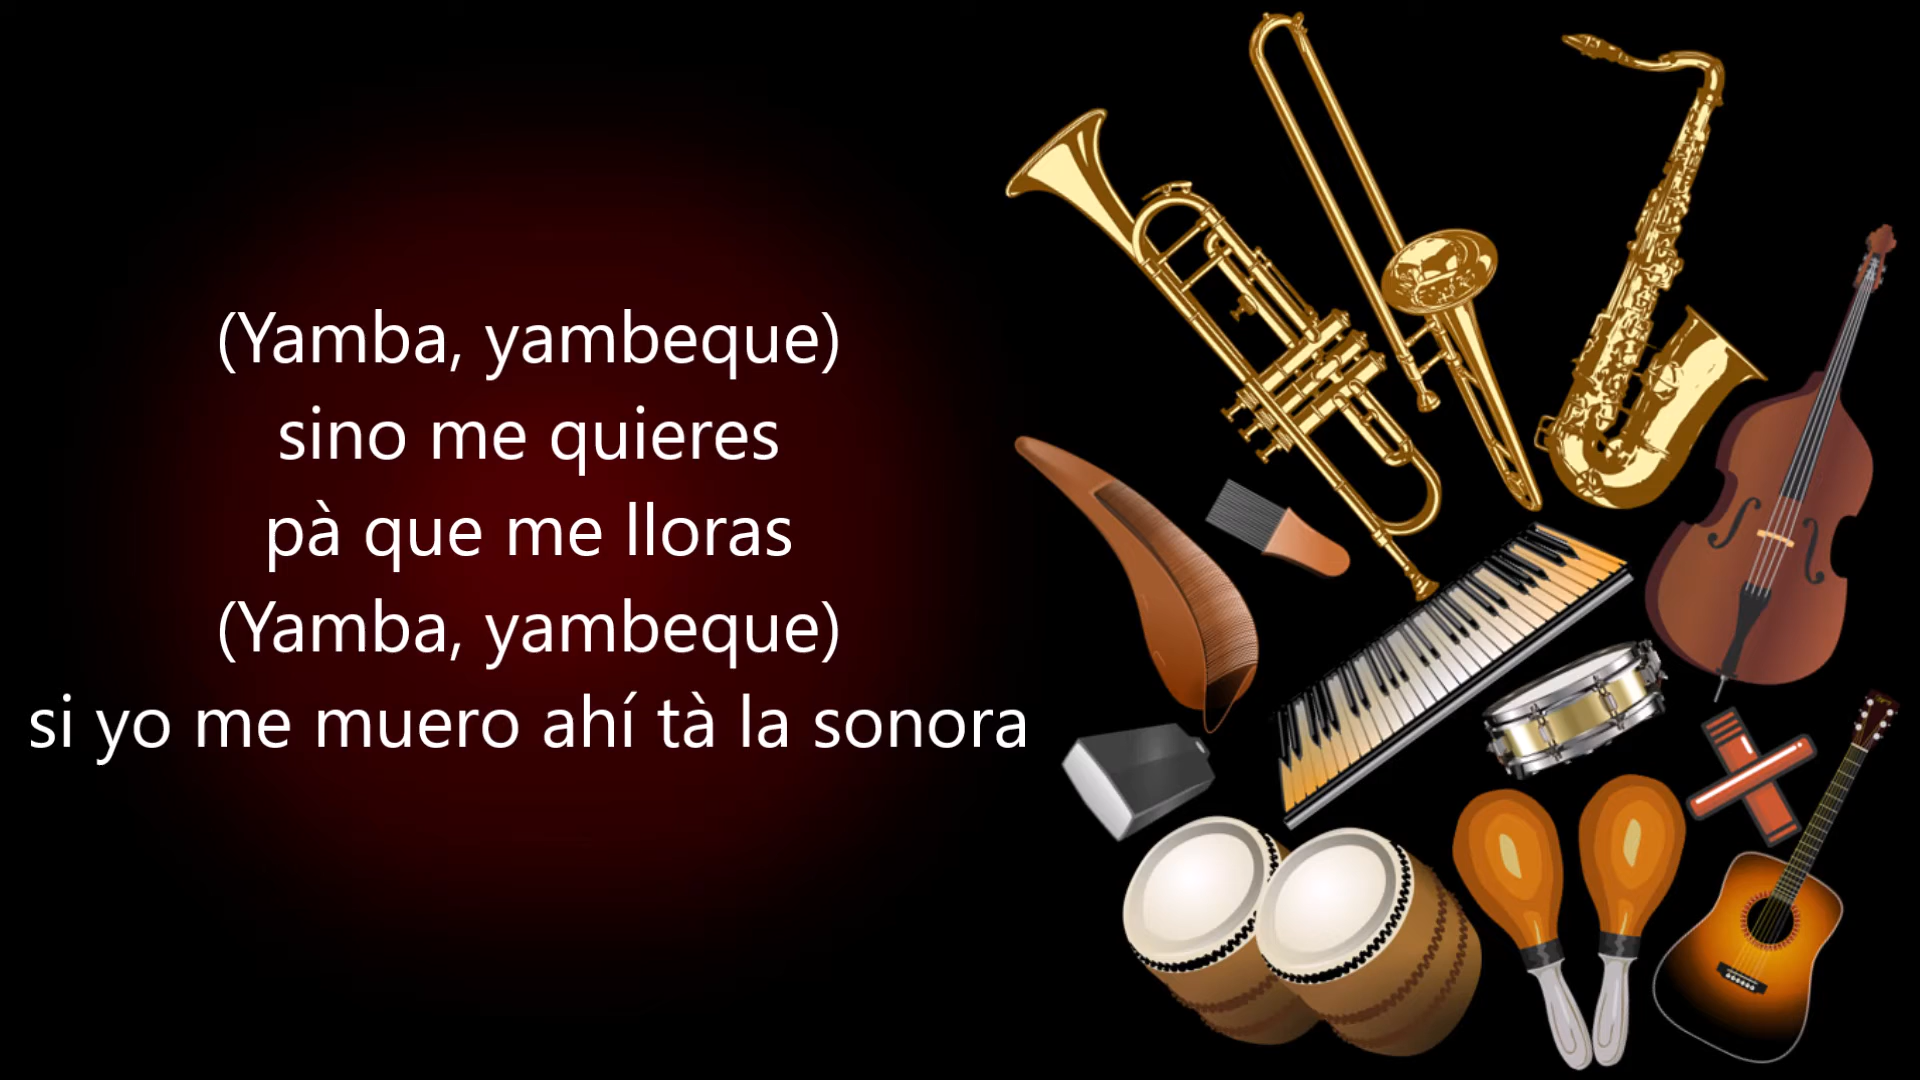 (Yamba, yambeque)
sino me quieres
pà que me lloras
(Yamba, yambeque)
si yo me muero ahí tà la sonora